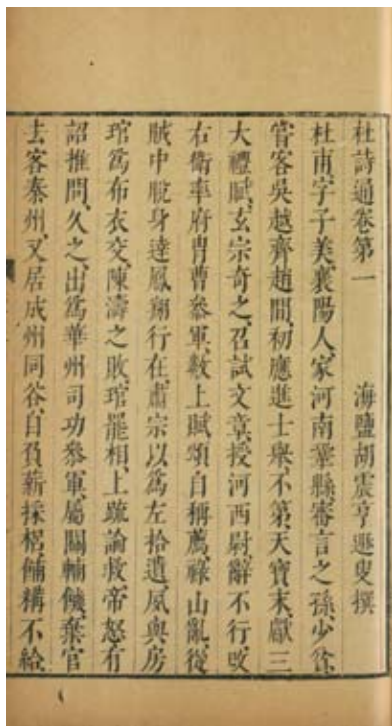 杜詩通卷第一 海鹽胡震亨遯叟撰
杜甫、字子美、襄陽人、家河南鞏縣、審言之孫、少貧、
嘗客吳越齊趙間、初應進士舉、不第、天寶末、獻三
大禮賦、玄宗奇之、召試文章、授河西尉、辭不行、改
右衛率府胄曹參軍、數上賦頌自稱薦、祿山亂、從
賊中脫身達鳳翔行在、肅宗以為左拾遺、夙與房
琯為布衣交、陳濤之敗、琯罷相、上疏論救、帝怒、有
詔推問、久之、出為華州司功參軍、屬關輔饑、棄官
去客秦州、又居成州同谷、自負薪採梠、餔糒不給、